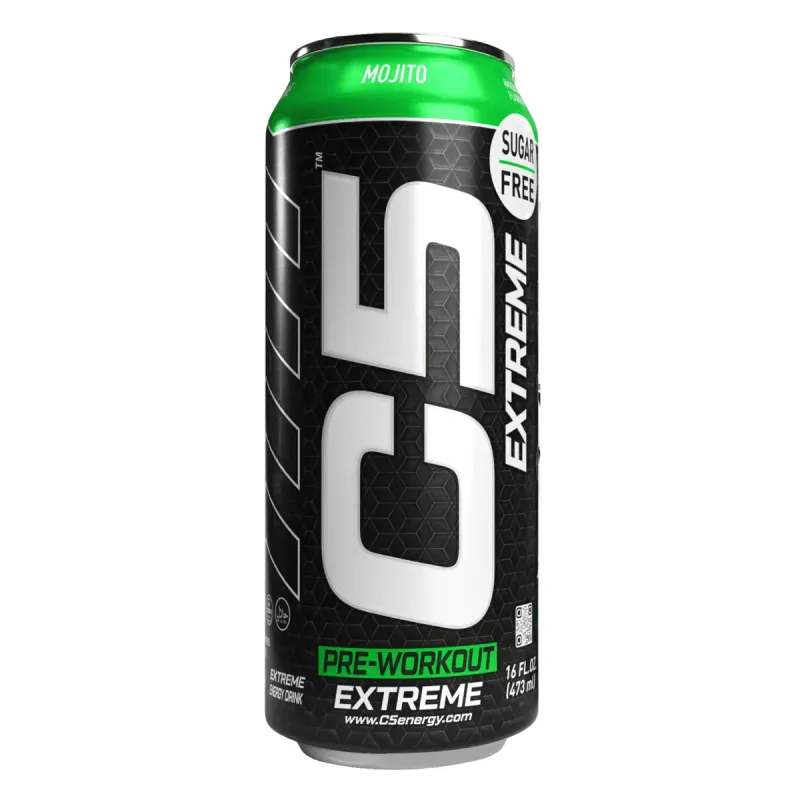 MOJITO
SUGAR
FREE
™
C5
EXTREME
PRE-WORKOUT
EXTREME
www.C5energy.com
16 FL.OZ
(473 ml)
EXTREME
ENERGY DRINK
حلال